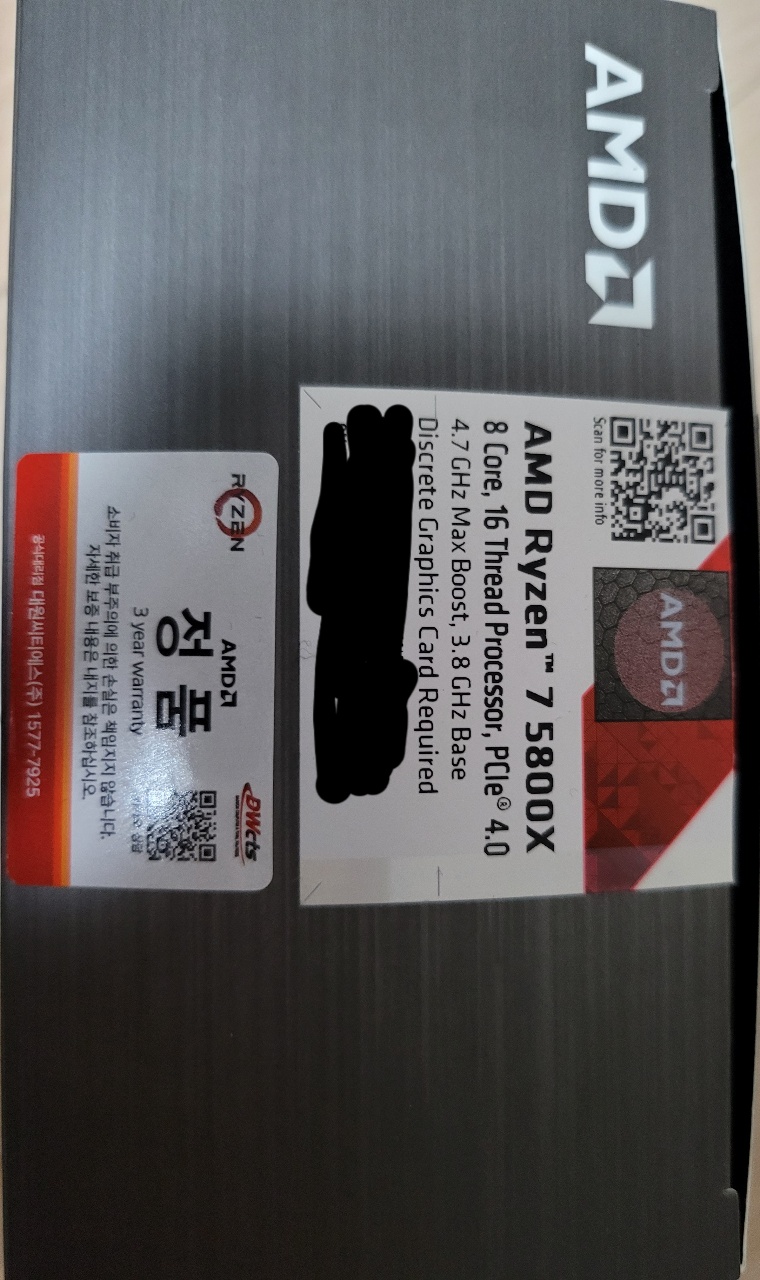 AMD
Scan for more info
AMD
AMD Ryzen™ 7 5800X
8 Core, 16 Thread Processor, PCIe® 4.0
4.7 GHz Max Boost, 3.8 GHz Base
Discrete Graphics Card Required
RYZEN
AMD
DWcts
정품
3 year warranty
소비자 취급 부주의에 의한 손실은 책임지지 않습니다.
자세한 보증 내용은 내지를 참조하십시오.
공식대리점 대원씨티에스(주) 1577-7925